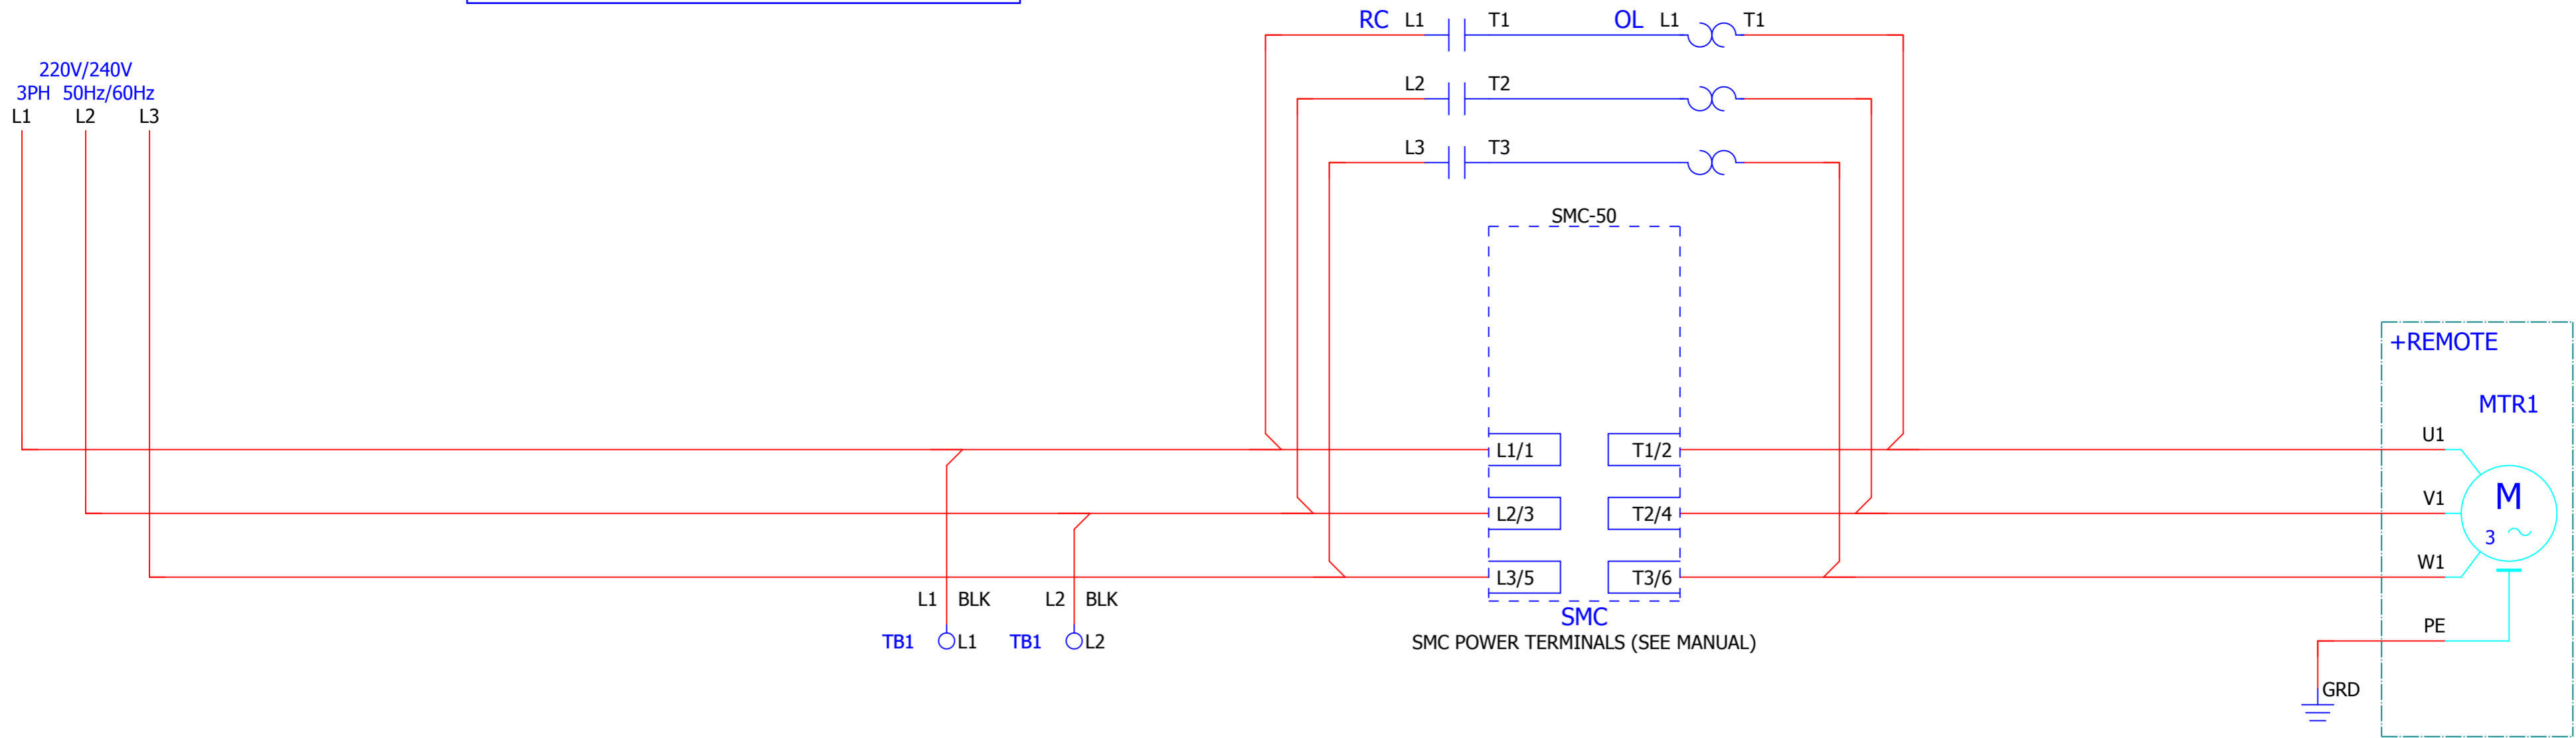 RC L1 T1 OL L1 T1
220V/240V
3PH 50Hz/60Hz
L1 L2 L3
L2 T2
L3 T3
SMC-50
+REMOTE
MTR1
L1/1 T1/2 U1
L2/3 T2/4 V1
M
3
L3/5 T3/6 W1
L1 BLK L2 BLK
SMC
TB1 L1 TB1 L2
SMC POWER TERMINALS (SEE MANUAL)
PE
GRD